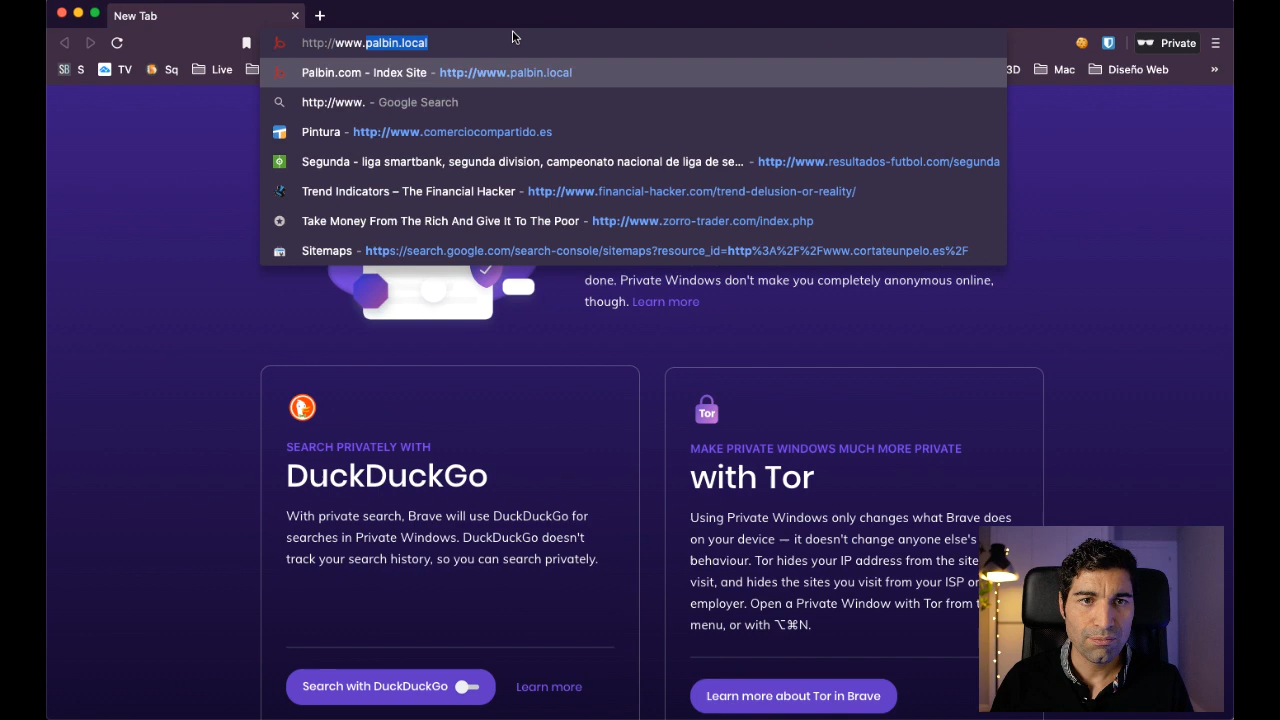 New Tab
http://www.palbin.local
Private
S
TV
Sq
Live
3D
Mac
Diseño Web
»
Palbin.com - Index Site - http://www.palbin.local
http://www. - Google Search
Pintura - http://www.comerciocompartido.es
Segunda - liga smartbank, segunda division, campeonato nacional de liga de se... - http://www.resultados-futbol.com/segunda
Trend Indicators – The Financial Hacker - http://www.financial-hacker.com/trend-delusion-or-reality/
Take Money From The Rich And Give It To The Poor - http://www.zorro-trader.com/index.php
Sitemaps - https://search.google.com/search-console/sitemaps?resource_id=http%3A%2F%2Fwww.cortateunpelo.es%2F
done. Private Windows don't make you completely anonymous online,
though. Learn more
SEARCH PRIVATELY WITH
DuckDuckGo
With private search, Brave will use DuckDuckGo for
searches in Private Windows. DuckDuckGo doesn't
track your search history, so you can search privately.
Search with DuckDuckGo
Learn more
Tor
MAKE PRIVATE WINDOWS MUCH MORE PRIVATE
with Tor
Using Private Windows only changes what Brave does
on your device — it doesn't change anyone else's
behaviour. Tor hides your IP address from the site
visit, and hides the sites you visit from your ISP or
employer. Open a Private Window with Tor from t
menu, or with ⌥⌘N.
Learn more about Tor in Brave